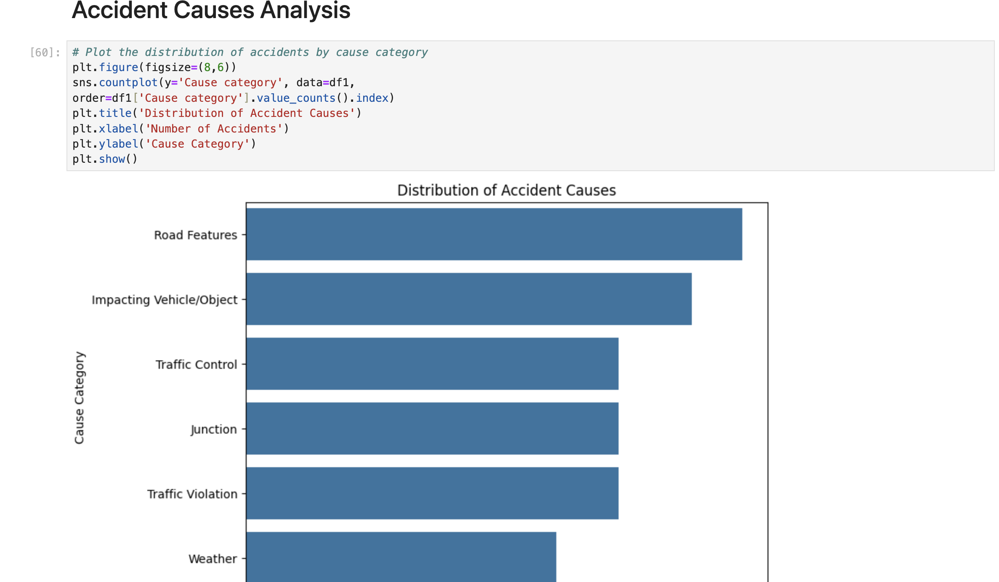 Accident Causes Analysis
[60]:
# Plot the distribution of accidents by cause category
plt.figure(figsize=(8,6))
sns.countplot(y='Cause category', data=df1,
order=df1['Cause category'].value_counts().index)
plt.title('Distribution of Accident Causes')
plt.xlabel('Number of Accidents')
plt.ylabel('Cause Category')
plt.show()
Distribution of Accident Causes
Road Features
Impacting Vehicle/Object
Traffic Control
Cause Category
Junction
Traffic Violation
Weather